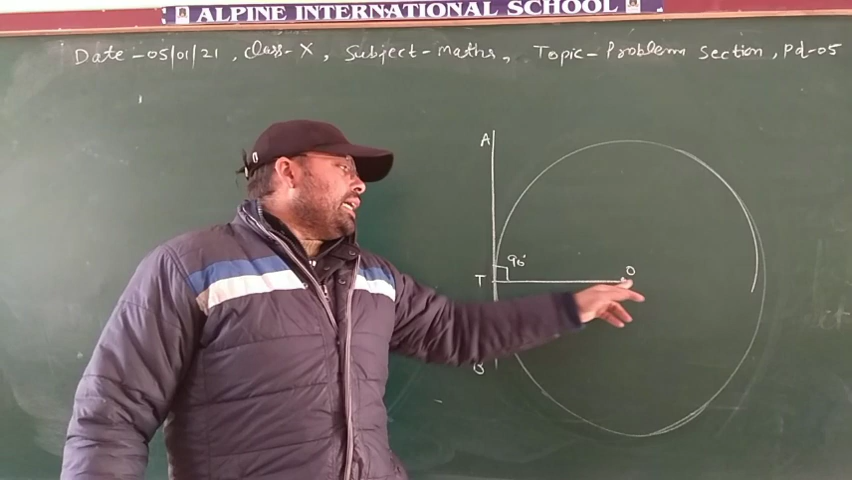 ALPINE INTERNATIONAL SCHOOL
Date - 05/01/21, Class - X, Subject - Maths, Topic - Problem Section, Pd-05
A
90°
T
O
B